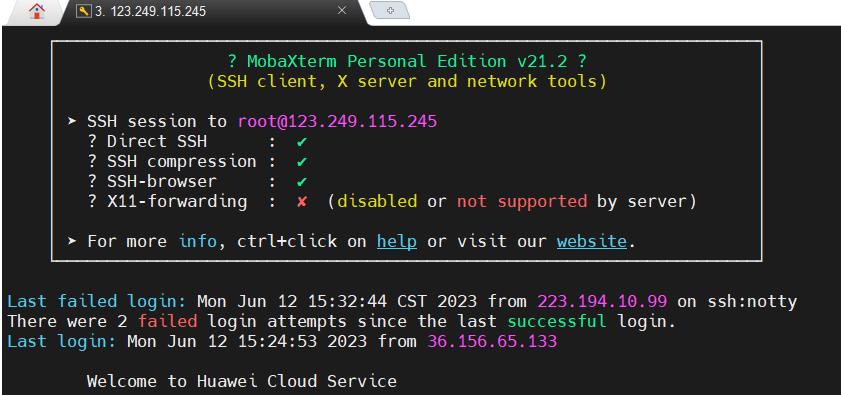 3. 123.249.115.245
? MobaXterm Personal Edition v21.2 ?
(SSH client, X server and network tools)
➤ SSH session to root@123.249.115.245
? Direct SSH : ✔
? SSH compression : ✔
? SSH-browser : ✔
? X11-forwarding : ✘ (disabled or not supported by server)
➤ For more info, ctrl+click on help or visit our website.
Last failed login: Mon Jun 12 15:32:44 CST 2023 from 223.194.10.99 on ssh:notty
There were 2 failed login attempts since the last successful login.
Last login: Mon Jun 12 15:24:53 2023 from 36.156.65.133
Welcome to Huawei Cloud Service